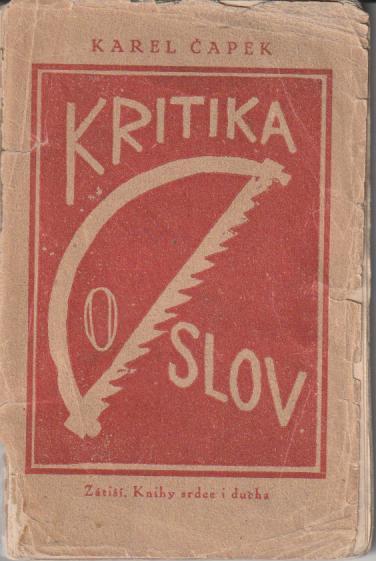 KAREL ČAPEK
KRITIKA
O
SLOV
Zátiší. Knihy srdce i ducha